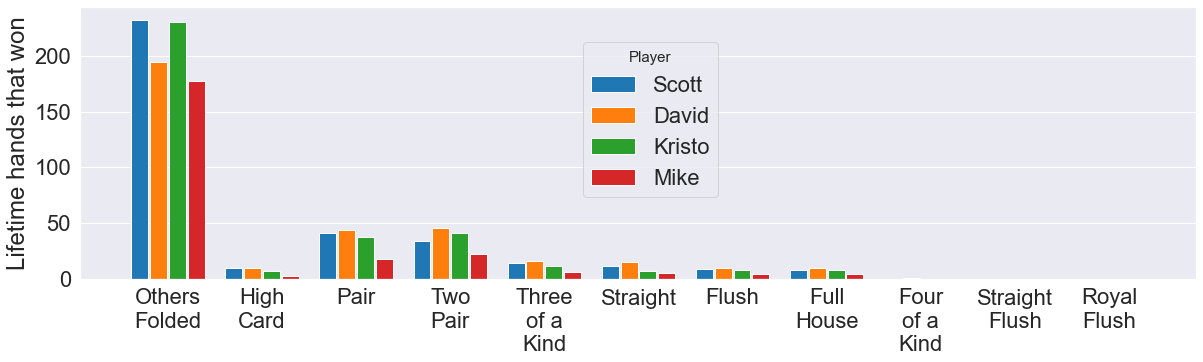 Lifetime hands that won
200
150
100
50
0
Player
Scott
David
Kristo
Mike
Others
Folded
High
Card
Pair
Two
Pair
Three
of a
Kind
Straight
Flush
Full
House
Four
of a
Kind
Straight
Flush
Royal
Flush